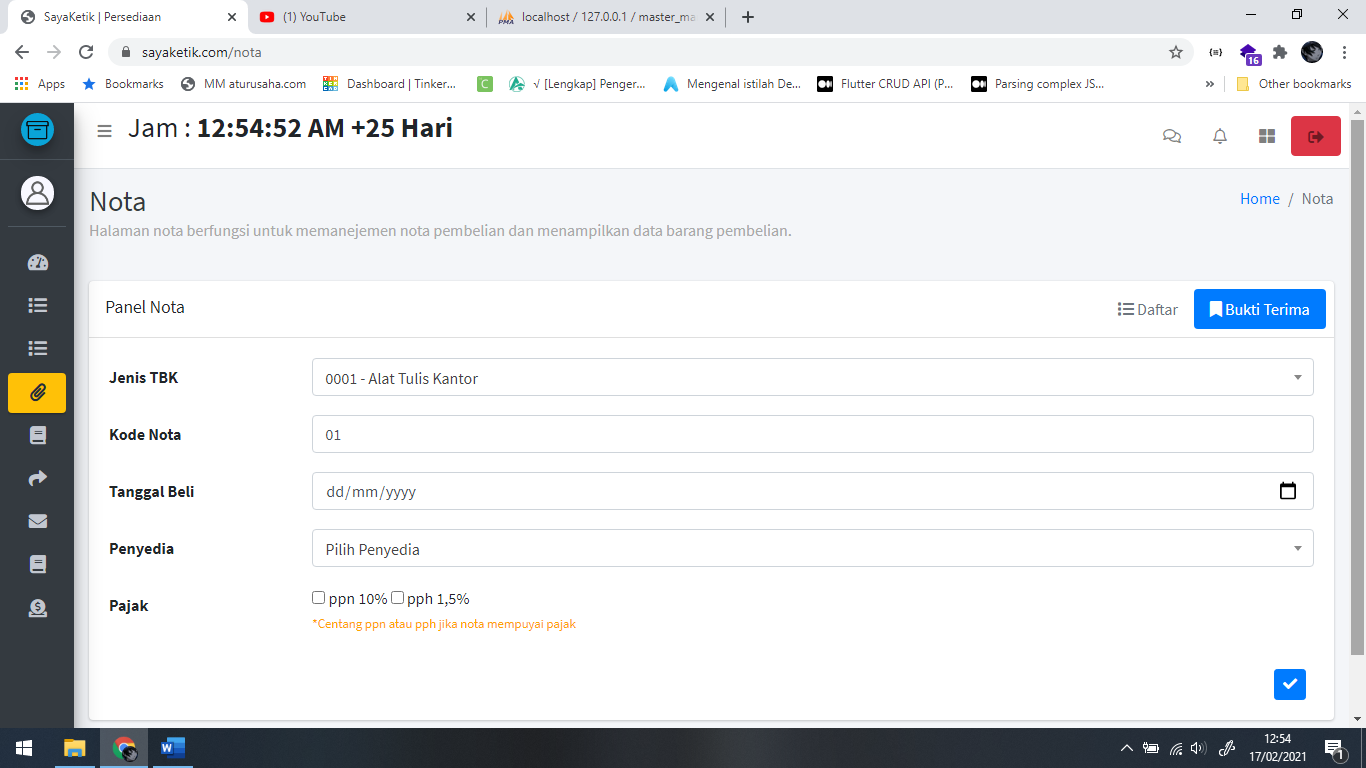 SayaKetik | Persediaan
(1) YouTube
localhost / 127.0.0.1 / master_ma
sayaketik.com/nota
16
Apps
Bookmarks
MM aturusaha.com
Dashboard | Tinker...
C
√ [Lengkap] Penger...
Mengenal istilah De...
Flutter CRUD API (P...
Parsing complex JS...
»
Other bookmarks
Jam : 12:54:52 AM +25 Hari
Nota
Home / Nota
Halaman nota berfungsi untuk memanejemen nota pembelian dan menampilkan data barang pembelian.
Panel Nota
Daftar
Bukti Terima
Jenis TBK
0001 - Alat Tulis Kantor
Kode Nota
01
Tanggal Beli
dd/mm/yyyy
Penyedia
Pilih Penyedia
Pajak
ppn 10% pph 1,5%
*Centang ppn atau pph jika nota mempuyai pajak
12:54
17/02/2021
1